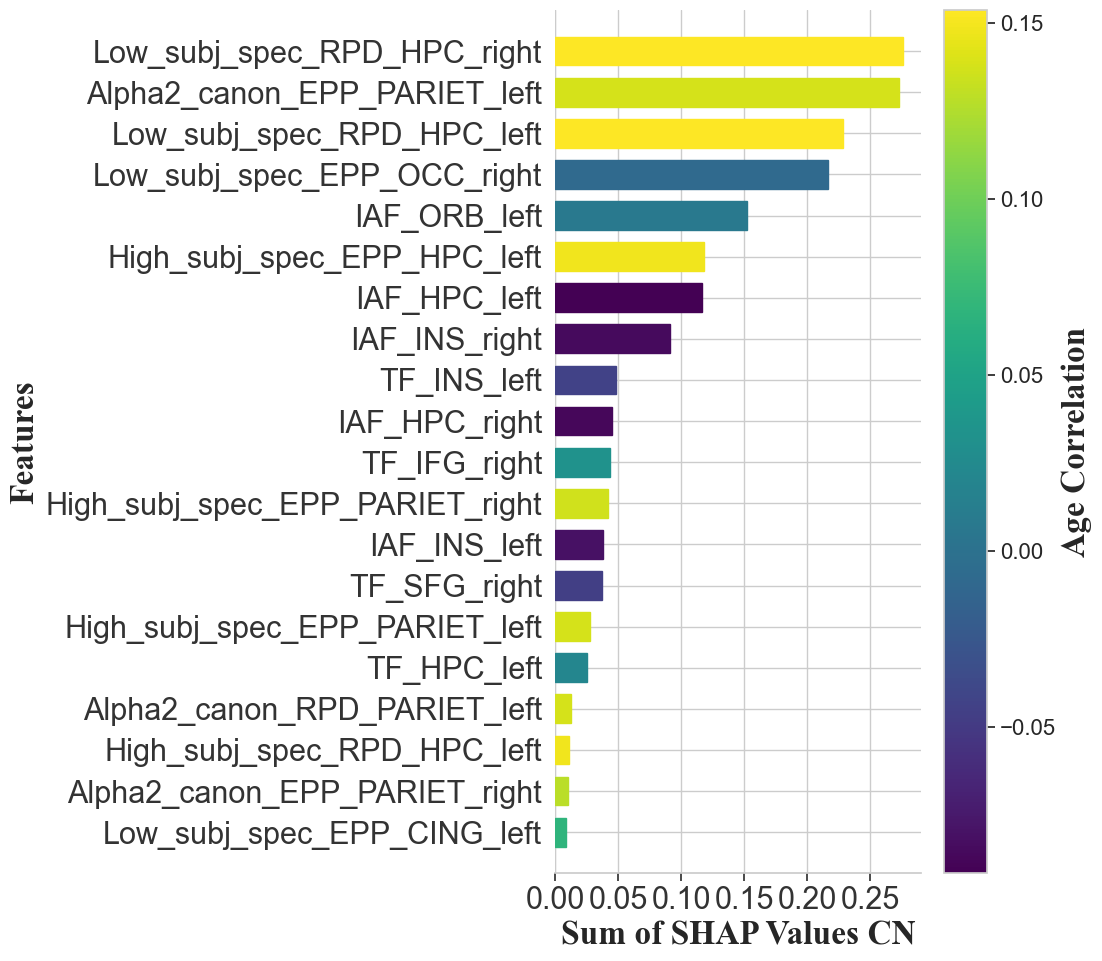 Features
Low_subj_spec_RPD_HPC_right
Alpha2_canon_EPP_PARIET_left
Low_subj_spec_RPD_HPC_left
Low_subj_spec_EPP_OCC_right
IAF_ORB_left
High_subj_spec_EPP_HPC_left
IAF_HPC_left
IAF_INS_right
TF_INS_left
IAF_HPC_right
TF_IFG_right
High_subj_spec_EPP_PARIET_right
IAF_INS_left
TF_SFG_right
High_subj_spec_EPP_PARIET_left
TF_HPC_left
Alpha2_canon_RPD_PARIET_left
High_subj_spec_RPD_HPC_left
Alpha2_canon_EPP_PARIET_right
Low_subj_spec_EPP_CING_left
0.00 0.05 0.10 0.15 0.20 0.25
Sum of SHAP Values CN
0.15
0.10
0.05
0.00
−0.05
Age Correlation